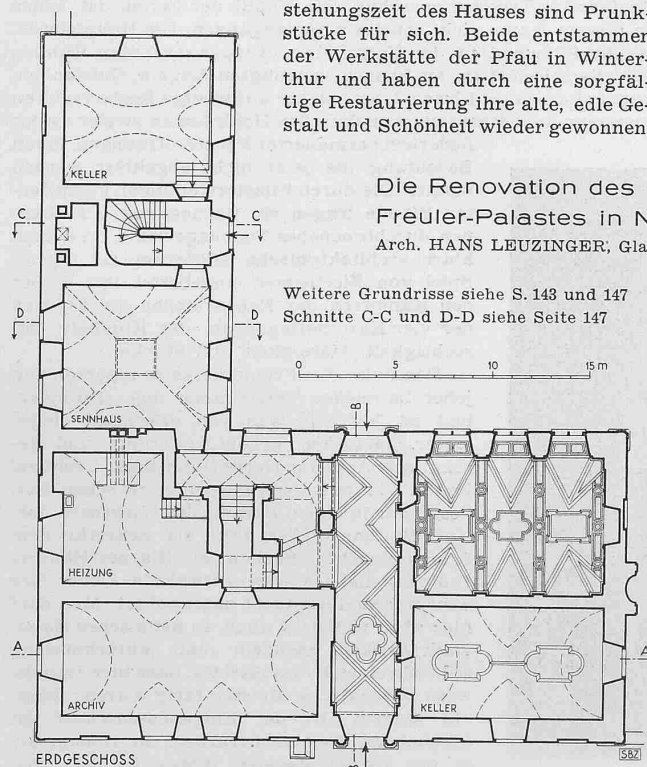 stehungszeit des Hauses sind Prunk-
stücke für sich. Beide entstammen
der Werkstätte der Pfau in Winter-
thur und haben durch eine sorgfäl-
tige Restaurierung ihre alte, edle Ge-
stalt und Schönheit wieder gewonnen
Die Renovation des
Freuler-Palastes in N
Arch. HANS LEUZINGER, Gla
Weitere Grundrisse siehe S. 143 und 147
Schnitte C-C und D-D siehe Seite 147
0 5 10 15 m
KELLER
C
D D
SENNHAUS
B
HEIZUNG
A A
ARCHIV
KELLER
B
ERDGESCHOSS
SBZ